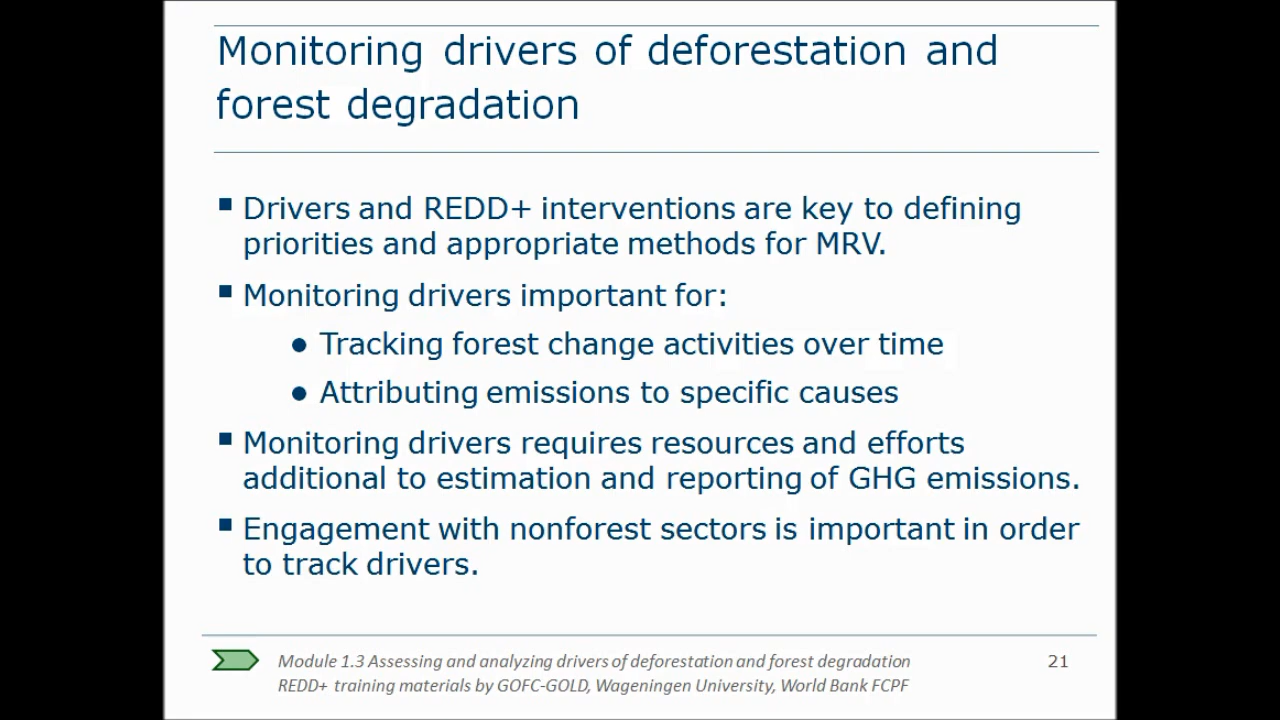 Monitoring drivers of deforestation and
forest degradation
▪ Drivers and REDD+ interventions are key to defining
priorities and appropriate methods for MRV.
▪ Monitoring drivers important for:
● Tracking forest change activities over time
● Attributing emissions to specific causes
▪ Monitoring drivers requires resources and efforts
additional to estimation and reporting of GHG emissions.
▪ Engagement with nonforest sectors is important in order
to track drivers.
Module 1.3 Assessing and analyzing drivers of deforestation and forest degradation
REDD+ training materials by GOFC-GOLD, Wageningen University, World Bank FCPF
21